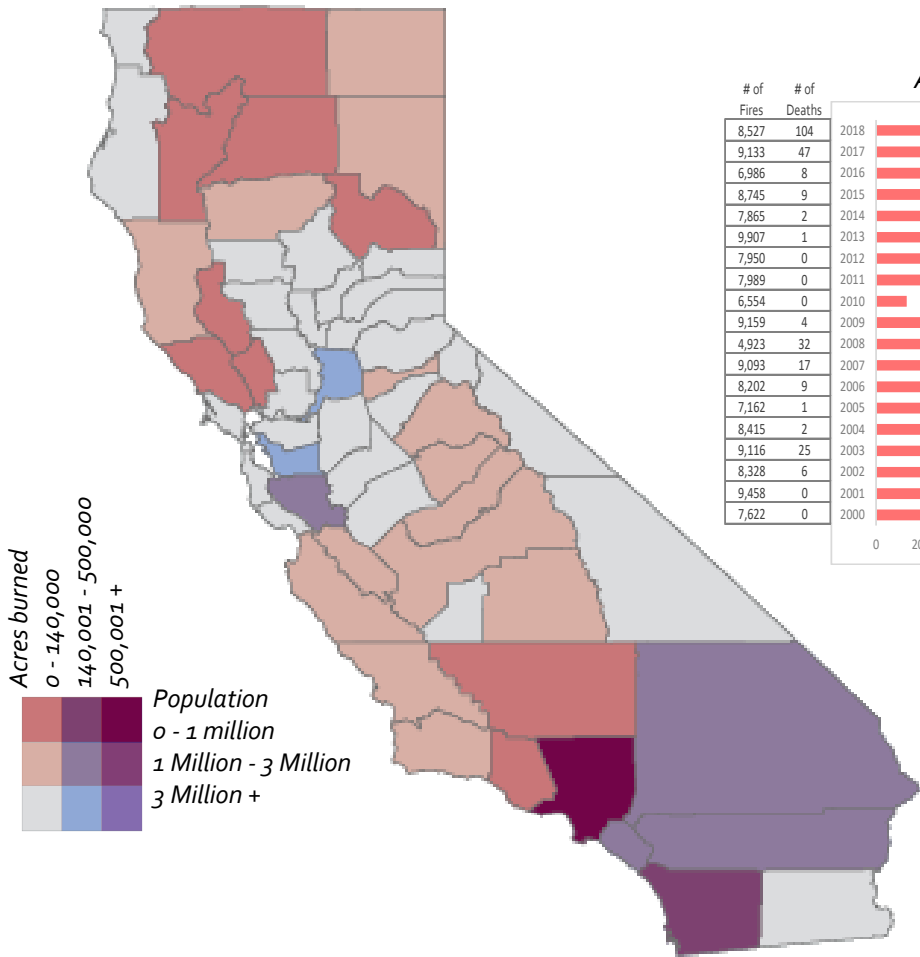 A
# of # of
Fires Deaths
8,527 104 2018
9,133 47 2017
6,986 8 2016
8,745 9 2015
7,865 2 2014
9,907 1 2013
7,950 0 2012
7,989 0 2011
6,554 0 2010
9,159 4 2009
4,923 32 2008
9,093 17 2007
8,202 9 2006
7,162 1 2005
8,415 2 2004
9,116 25 2003
8,328 6 2002
9,458 0 2001
7,622 0 2000
0 20
Acres burned
0 - 140,000
140,001 - 500,000
500,001 +
Population
0 - 1 million
1 Million - 3 Million
3 Million +